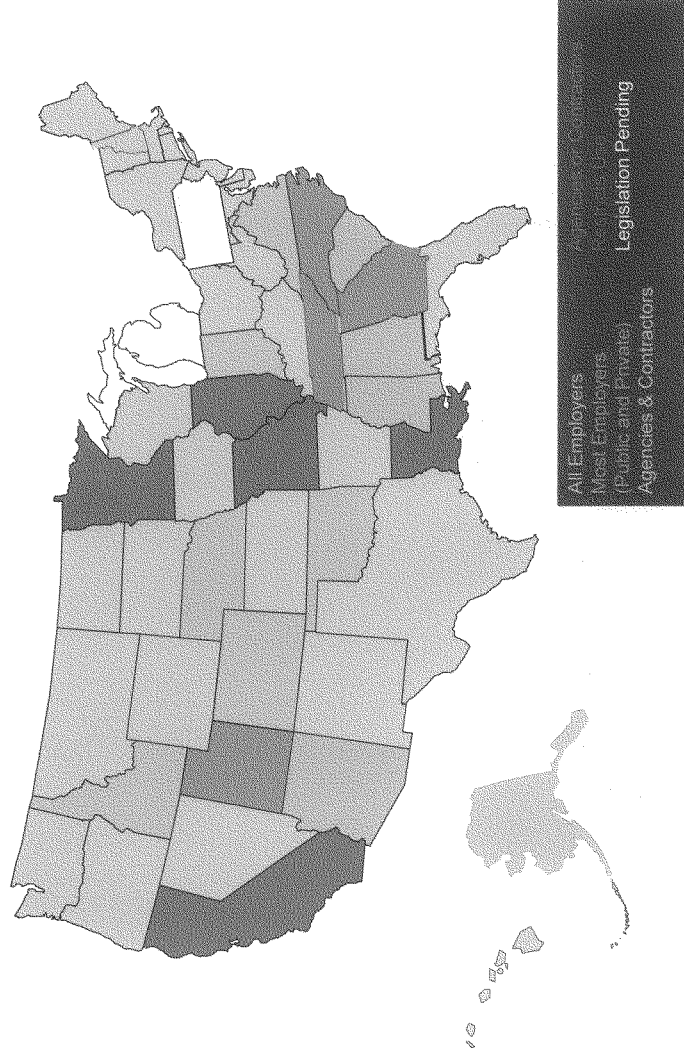 All Employers
Most Employers
(Public and Private)
Agencies & Contractors
Legislation Pending